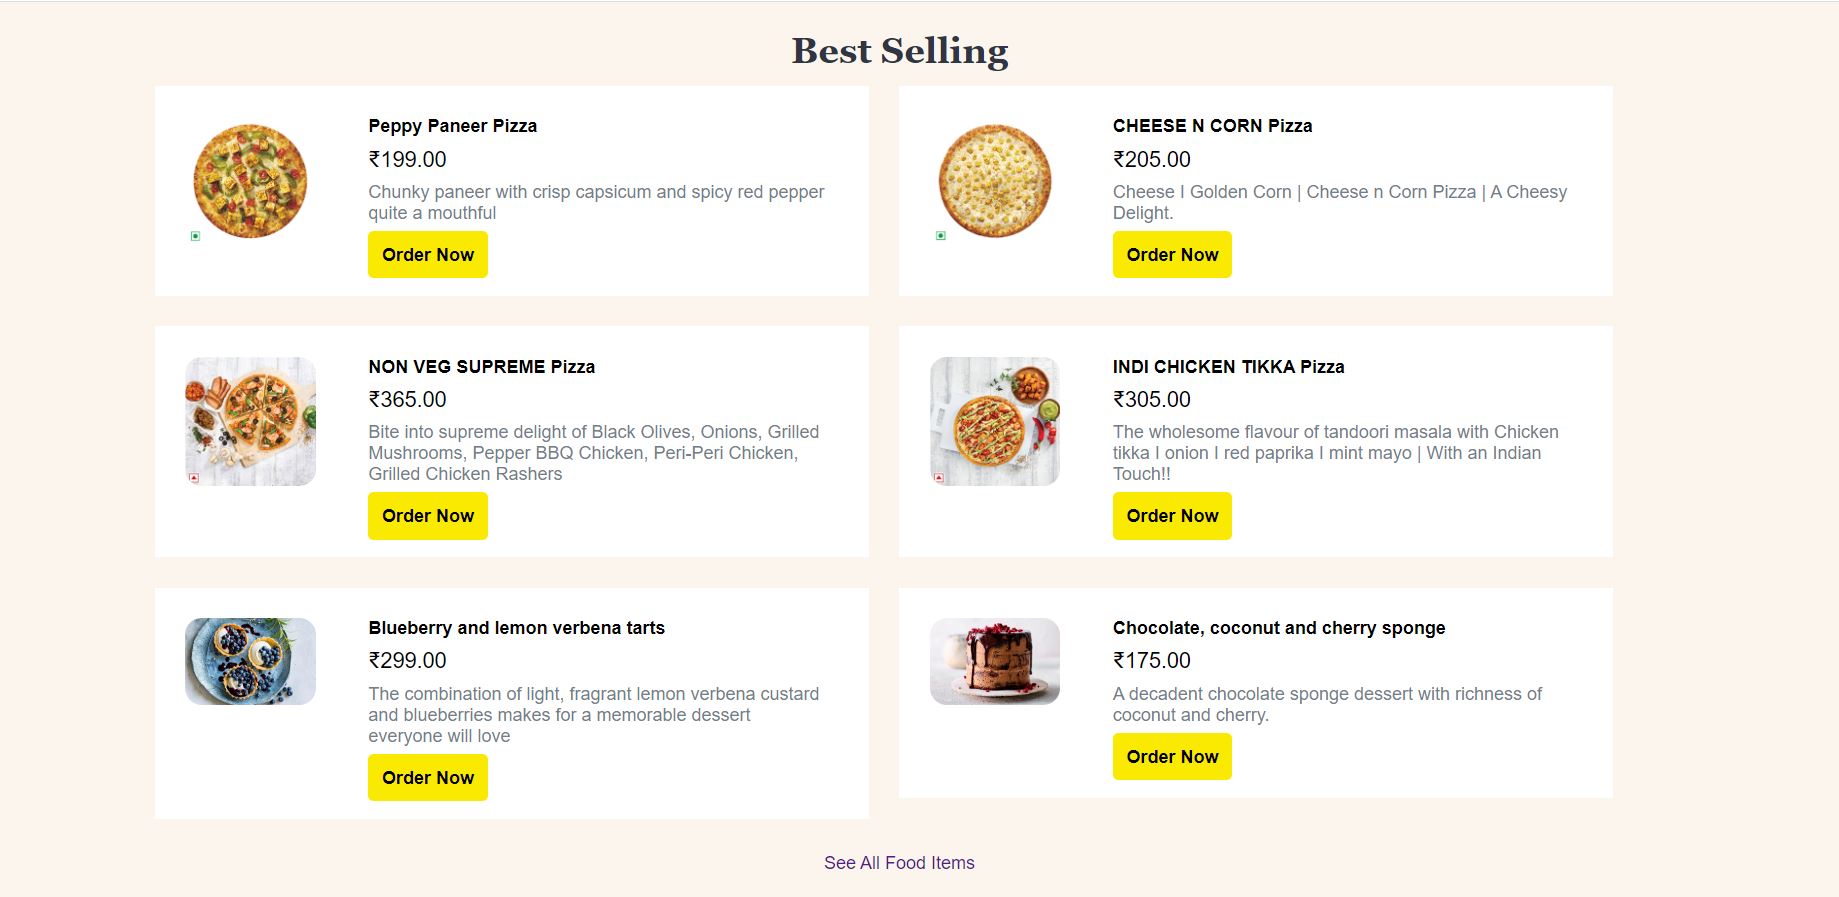 Best Selling
Peppy Paneer Pizza
₹199.00
Chunky paneer with crisp capsicum and spicy red pepper
quite a mouthful
Order Now
CHEESE N CORN Pizza
₹205.00
Cheese I Golden Corn | Cheese n Corn Pizza | A Cheesy
Delight.
Order Now
NON VEG SUPREME Pizza
₹365.00
Bite into supreme delight of Black Olives, Onions, Grilled
Mushrooms, Pepper BBQ Chicken, Peri-Peri Chicken,
Grilled Chicken Rashers
Order Now
INDI CHICKEN TIKKA Pizza
₹305.00
The wholesome flavour of tandoori masala with Chicken
tikka I onion I red paprika I mint mayo | With an Indian
Touch!!
Order Now
Blueberry and lemon verbena tarts
₹299.00
The combination of light, fragrant lemon verbena custard
and blueberries makes for a memorable dessert
everyone will love
Order Now
Chocolate, coconut and cherry sponge
₹175.00
A decadent chocolate sponge dessert with richness of
coconut and cherry.
Order Now
See All Food Items